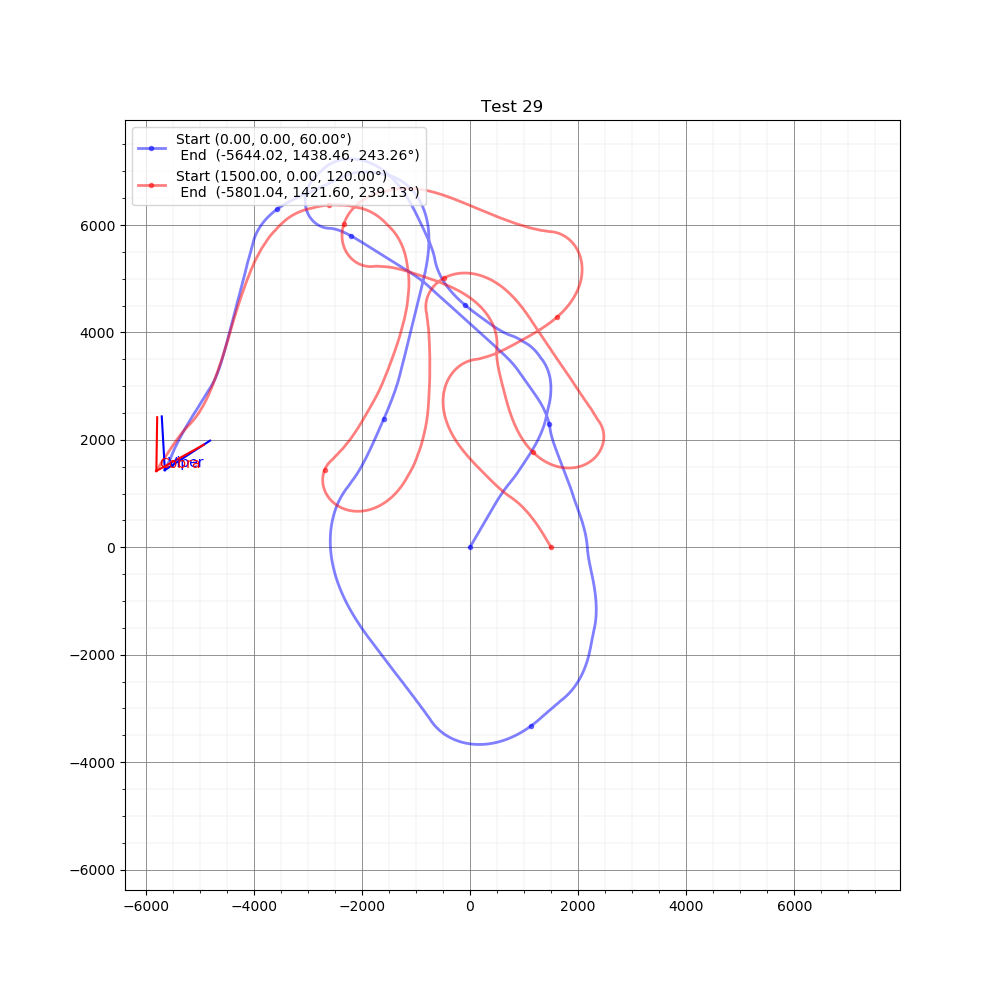 Test 29
Start (0.00, 0.00, 60.00°)
End (-5644.02, 1438.46, 243.26°)
Start (1500.00, 0.00, 120.00°)
End (-5801.04, 1421.60, 239.13°)
6000
4000
2000
0
−2000
−4000
−6000
−6000 −4000 −2000 0 2000 4000 6000